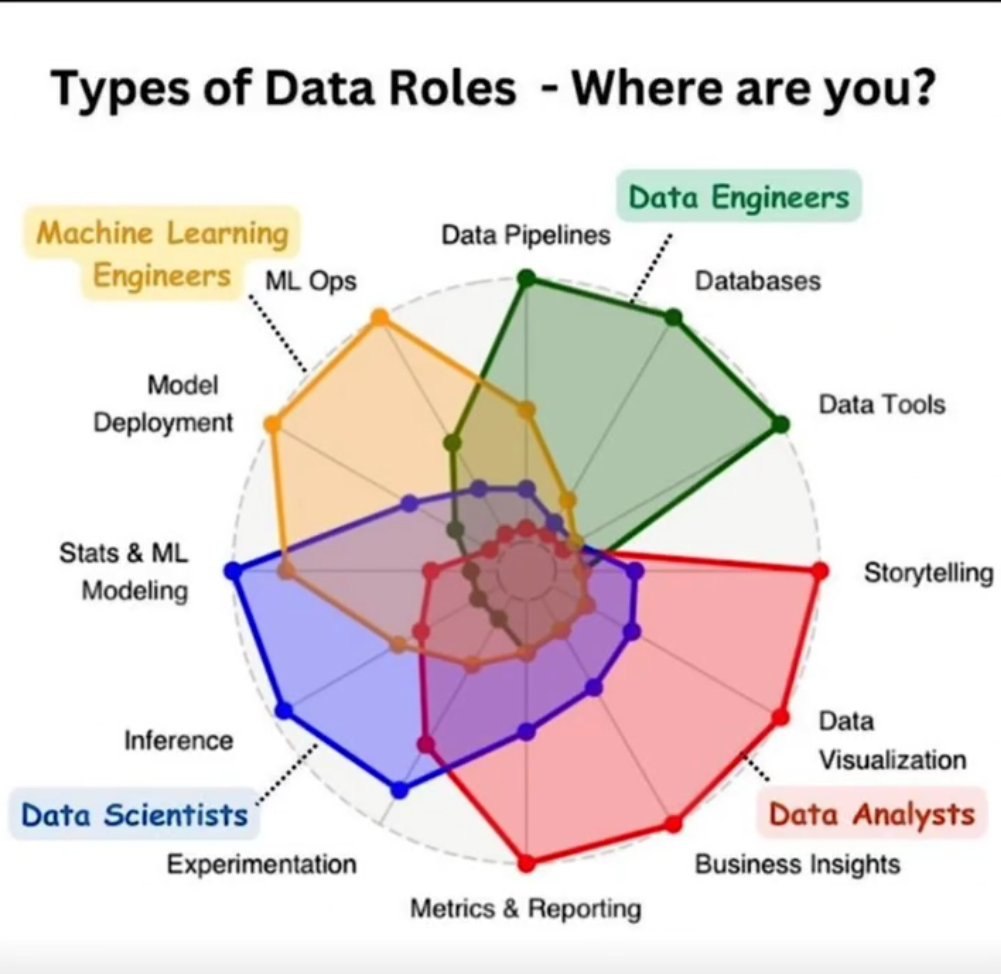 Types of Data Roles - Where are you?
Data Engineers
Machine Learning
Engineers
Data Pipelines
ML Ops
Databases
Model
Deployment
Data Tools
Stats & ML
Modeling
Storytelling
Inference
Data
Visualization
Data Scientists
Data Analysts
Experimentation
Business Insights
Metrics & Reporting